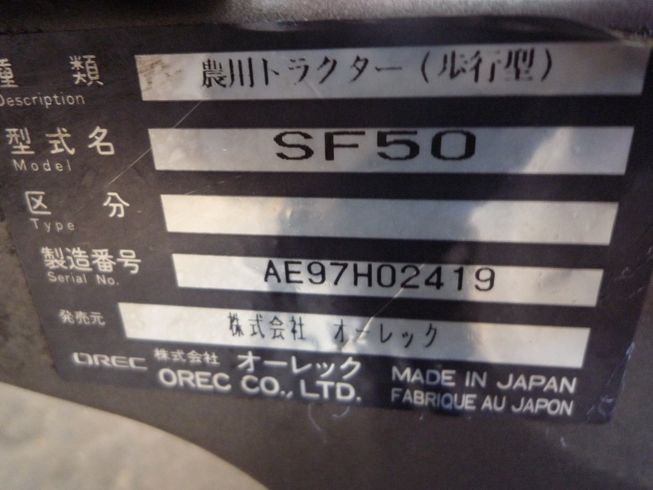 種類 農用トラクター(歩行型)
Description
型式名 SF50
Model
区分
Type
製造番号 AE97H02419
Serial No.
発売元 株式会社 オーレック
OREC 株式会社 オーレック
OREC CO., LTD.
MADE IN JAPAN
FABRIQUE AU JAPON